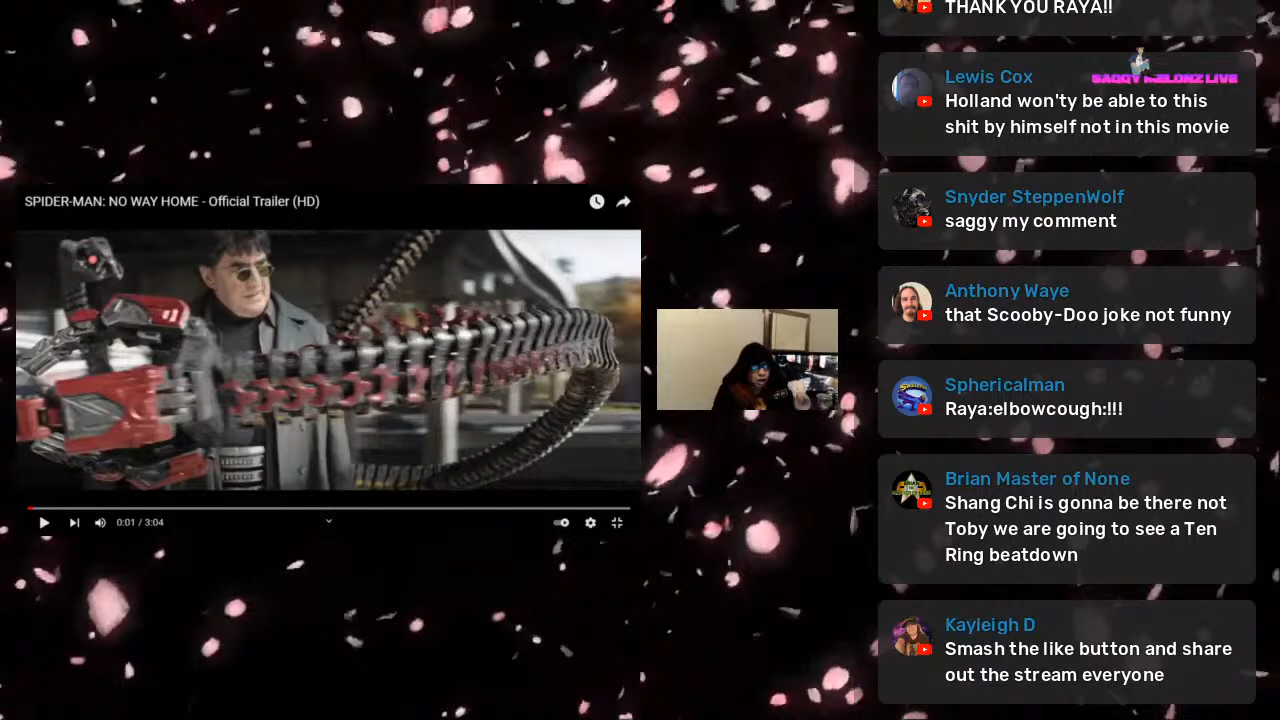 THANK YOU RAYA!!
SAGGY MELONZ LIVE
Lewis Cox
Holland won'ty be able to this
shit by himself not in this movie
Snyder SteppenWolf
saggy my comment
Anthony Waye
that Scooby-Doo joke not funny
Sphericalman
Raya:elbowcough:!!!
Brian Master of None
Shang Chi is gonna be there not
Toby we are going to see a Ten
Ring beatdown
Kayleigh D
Smash the like button and share
out the stream everyone
SPIDER-MAN: NO WAY HOME - Official Trailer (HD)
0:01 / 3:04